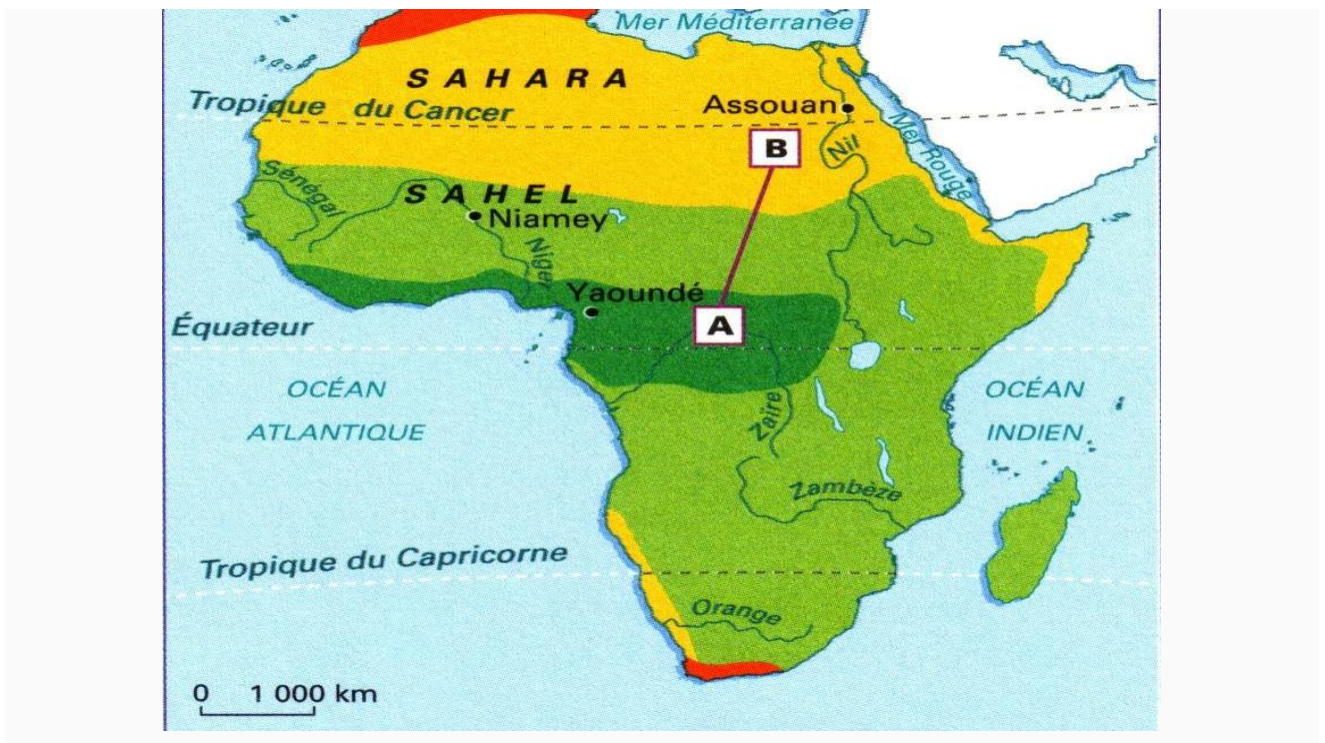 Mer Méditerranée
SAHARA
Tropique du Cancer
Assouan
Mer Rouge
B
Nil
Sénégal
SAHEL
Niamey
Niger
Yaoundé
A
Équateur
OCÉAN
ATLANTIQUE
OCÉAN
INDIEN
Zaïre
Zambèze
Tropique du Capricorne
Orange
0 1 000 km